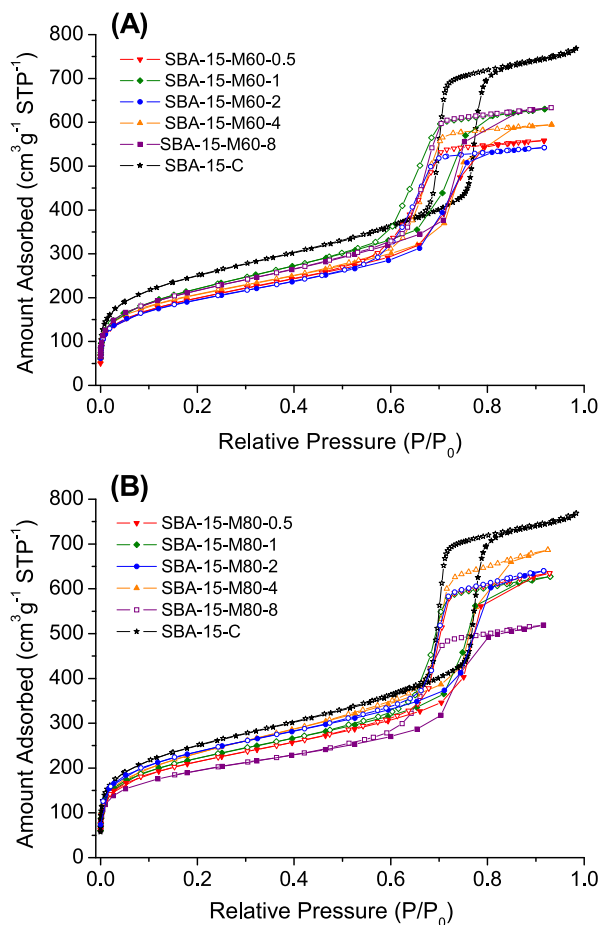 (A)
800
700
600
500
400
300
200
100
0
Amount Adsorbed (cm³g⁻¹ STP⁻¹)
SBA-15-M60-0.5
SBA-15-M60-1
SBA-15-M60-2
SBA-15-M60-4
SBA-15-M60-8
SBA-15-C
0.0 0.2 0.4 0.6 0.8 1.0
Relative Pressure (P/P₀)
(B)
800
700
600
500
400
300
200
100
0
Amount Adsorbed (cm³g⁻¹ STP⁻¹)
SBA-15-M80-0.5
SBA-15-M80-1
SBA-15-M80-2
SBA-15-M80-4
SBA-15-M80-8
SBA-15-C
0.0 0.2 0.4 0.6 0.8 1.0
Relative Pressure (P/P₀)